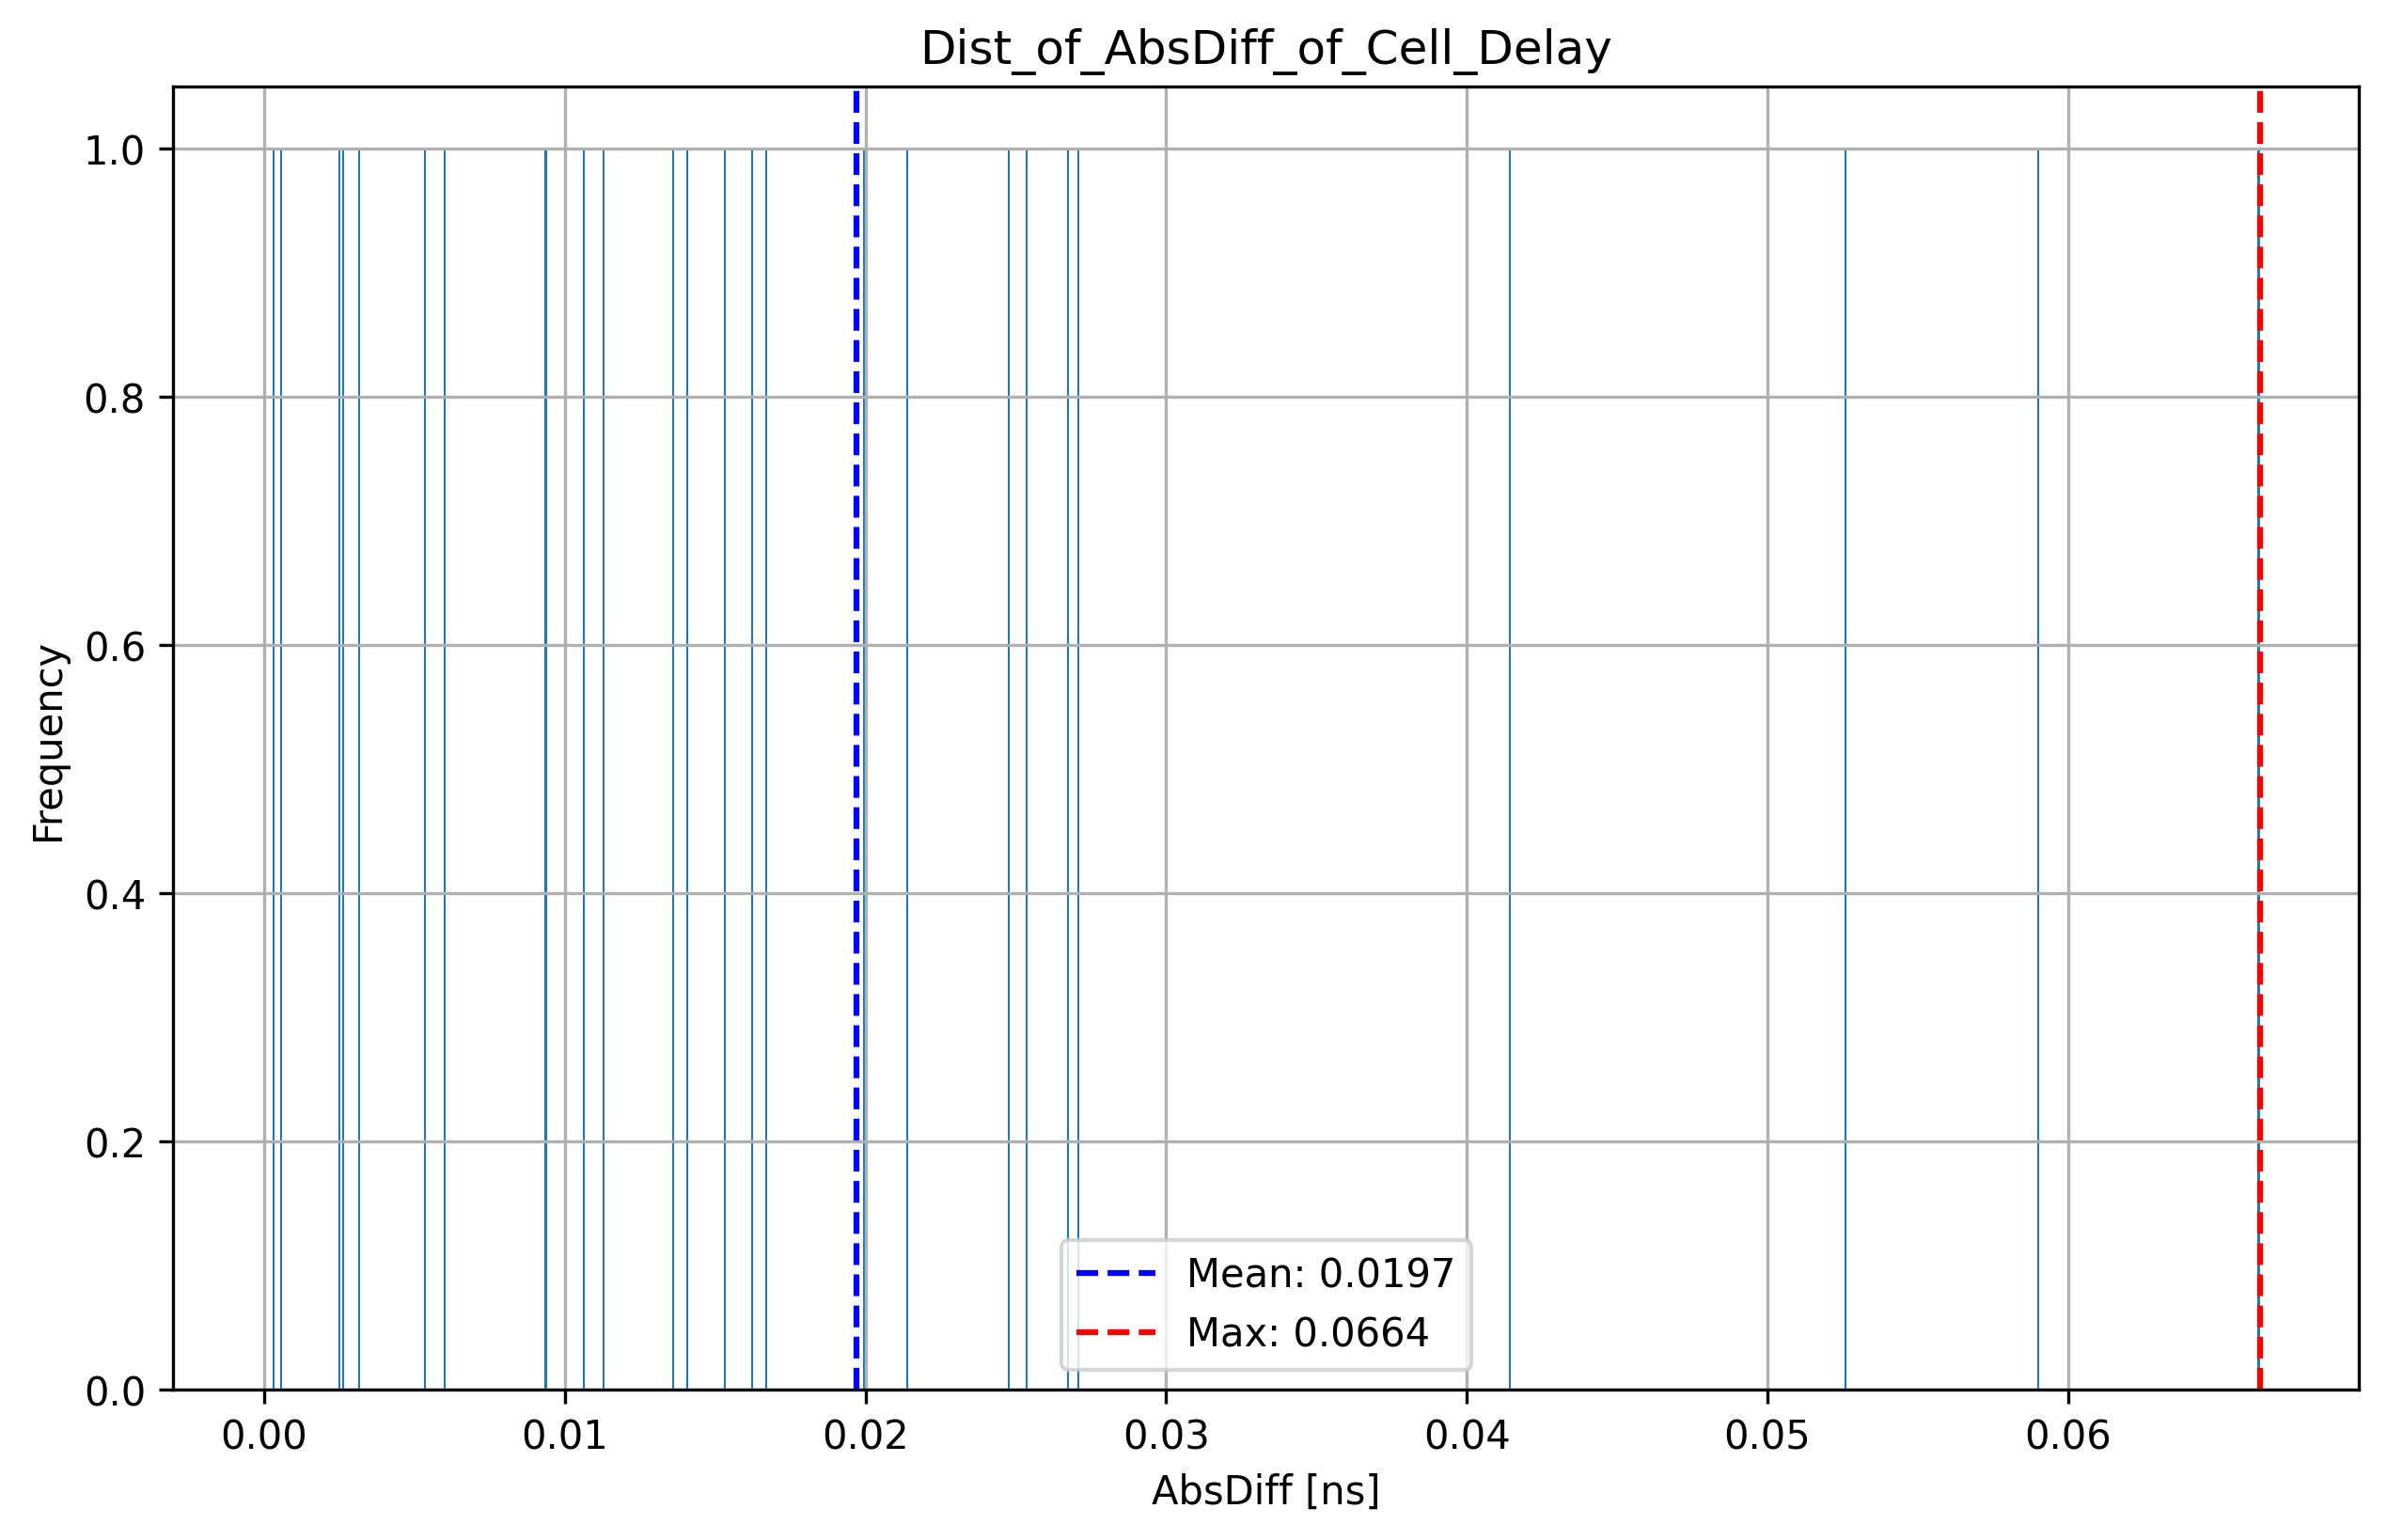 Dist_of_AbsDiff_of_Cell_Delay
Frequency
1.0
0.8
0.6
0.4
0.2
0.0
Mean: 0.0197
Max: 0.0664
0.00 0.01 0.02 0.03 0.04 0.05 0.06
AbsDiff [ns]